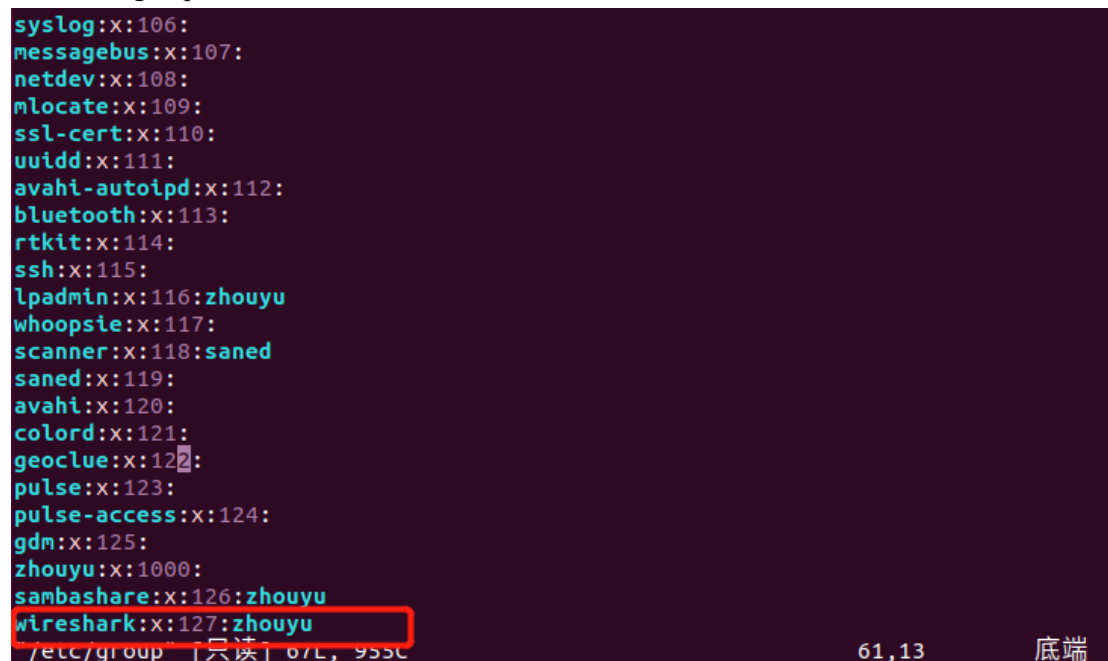 syslog:x:106:
messagebus:x:107:
netdev:x:108:
mlocate:x:109:
ssl-cert:x:110:
uuidd:x:111:
avahi-autoipd:x:112:
bluetooth:x:113:
rtkit:x:114:
ssh:x:115:
lpadmin:x:116:zhouyu
whoopsie:x:117:
scanner:x:118:saned
saned:x:119:
avahi:x:120:
colord:x:121:
geoclue:x:122:
pulse:x:123:
pulse-access:x:124:
gdm:x:125:
zhouyu:x:1000:
sambashare:x:126:zhouyu
wireshark:x:127:zhouyu
"/etc/group" [只读] 67L, 955C 61,13 底端